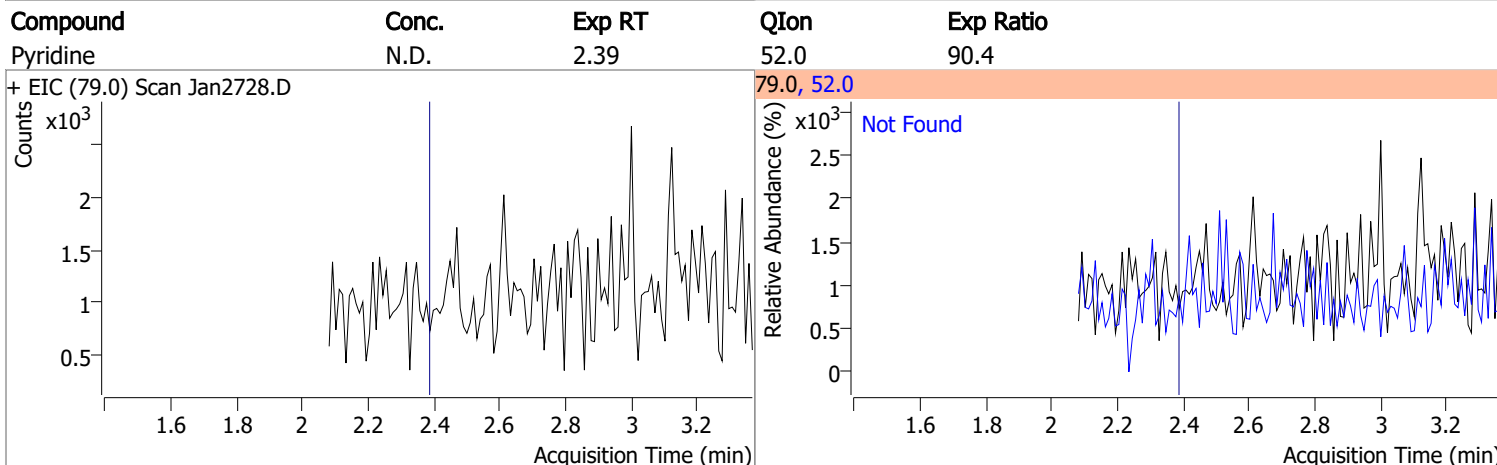 Compound Conc. Exp RT QIon Exp Ratio
Pyridine N.D. 2.39 52.0 90.4
+ EIC (79.0) Scan Jan2728.D
Counts
x10³
2
1.5
1
0.5
1.6 1.8 2 2.2 2.4 2.6 2.8 3 3.2
Acquisition Time (min)
79.0, 52.0
Relative Abundance (%)
x10³
Not Found
2.5
2
1.5
1
0.5
0
1.6 1.8 2 2.2 2.4 2.6 2.8 3 3.2
Acquisition Time (min)